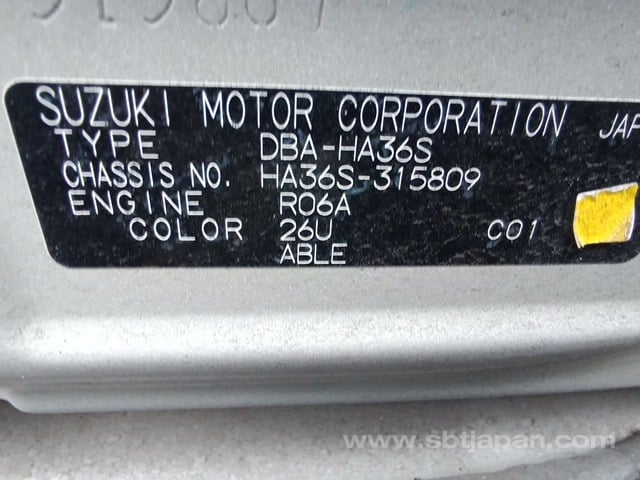 SUZUKI MOTOR CORPORATION JAP
TYPE DBA-HA36S
CHASSIS NO. HA36S-315809
ENGINE R06A
COLOR 26U C01
ABLE
www.sbtjapan.com